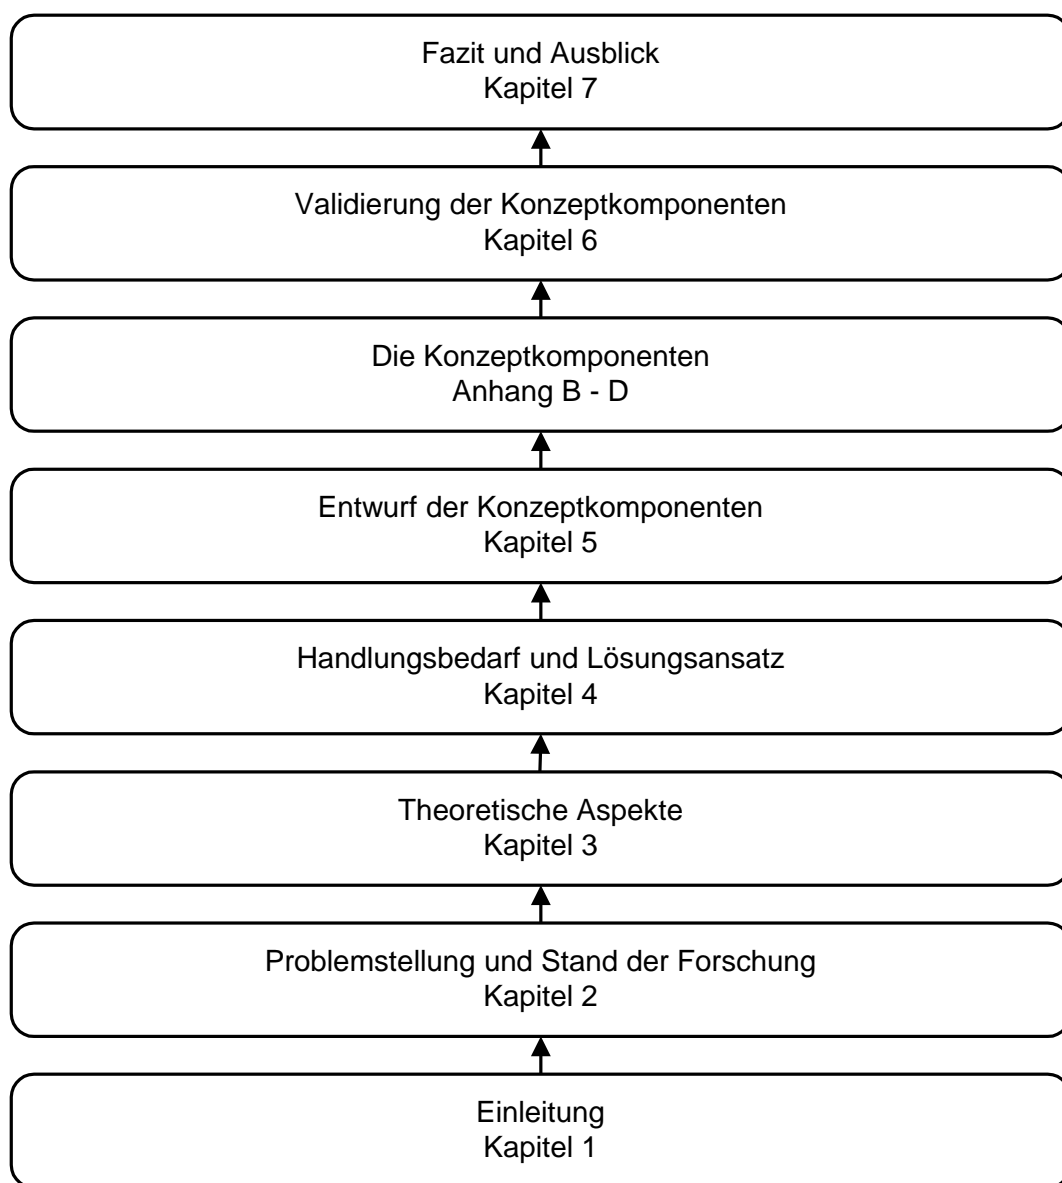 Fazit und Ausblick
Kapitel 7
Validierung der Konzeptkomponenten
Kapitel 6
Die Konzeptkomponenten
Anhang B - D
Entwurf der Konzeptkomponenten
Kapitel 5
Handlungsbedarf und Lösungsansatz
Kapitel 4
Theoretische Aspekte
Kapitel 3
Problemstellung und Stand der Forschung
Kapitel 2
Einleitung
Kapitel 1